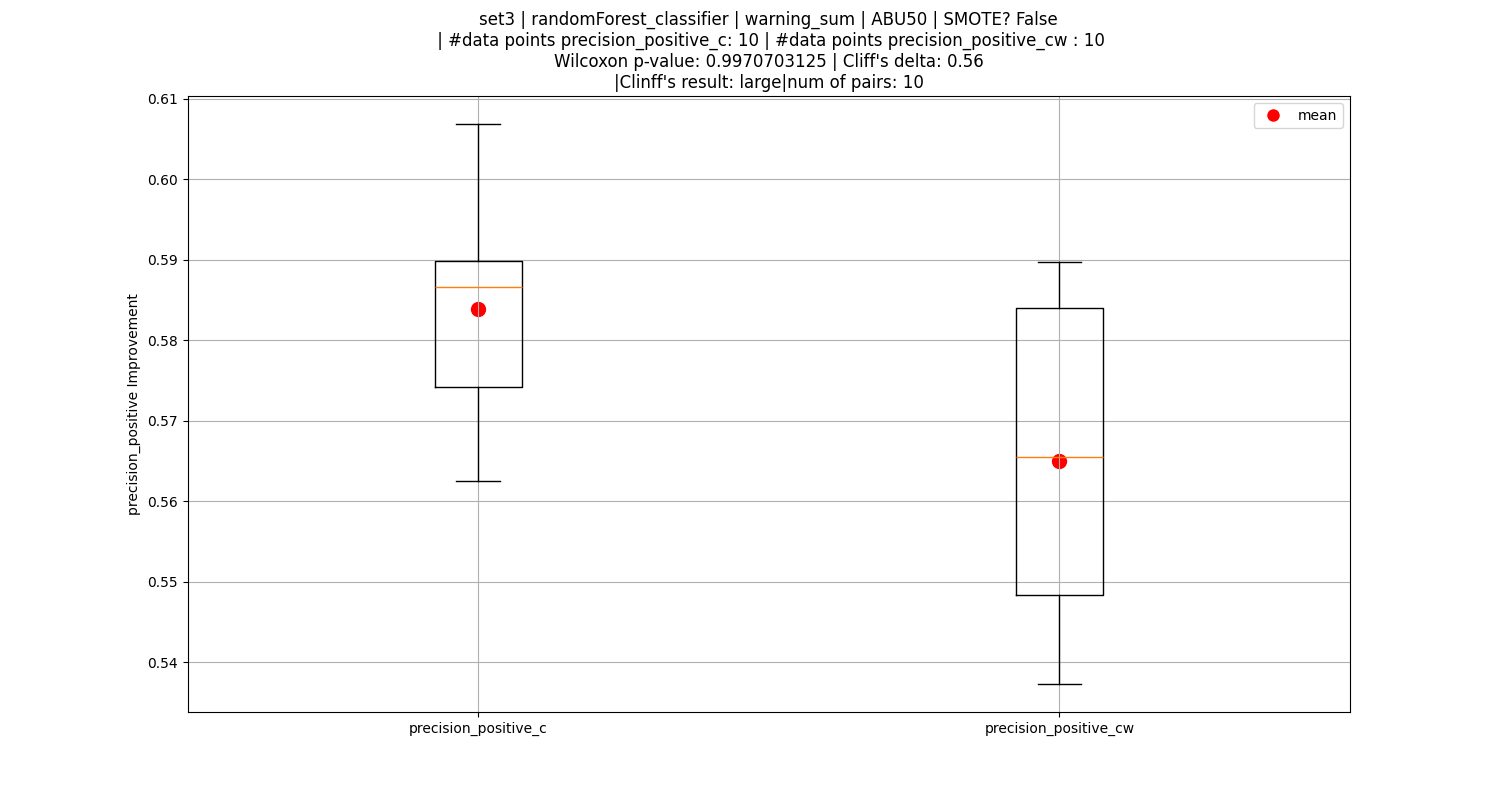 set3 | randomForest_classifier | warning_sum | ABU50 | SMOTE? False
| #data points precision_positive_c: 10 | #data points precision_positive_cw : 10
Wilcoxon p-value: 0.9970703125 | Cliff's delta: 0.56
|Clinff's result: large|num of pairs: 10
mean
precision_positive Improvement
0.61
0.60
0.59
0.58
0.57
0.56
0.55
0.54
precision_positive_c
precision_positive_cw